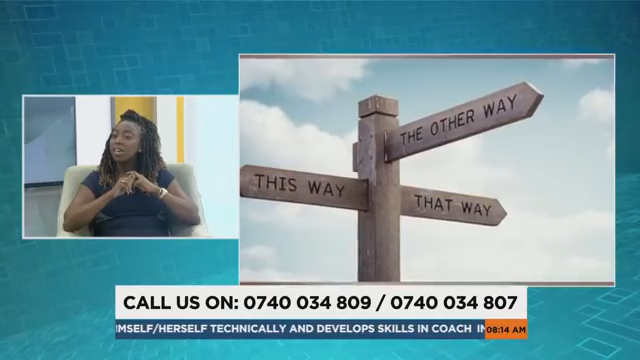 THE OTHER WAY
THIS WAY
THAT WAY
CALL US ON: 0740 034 809 / 0740 034 807
HIMSELF/HERSELF TECHNICALLY AND DEVELOPS SKILLS IN COACH
08:14 AM